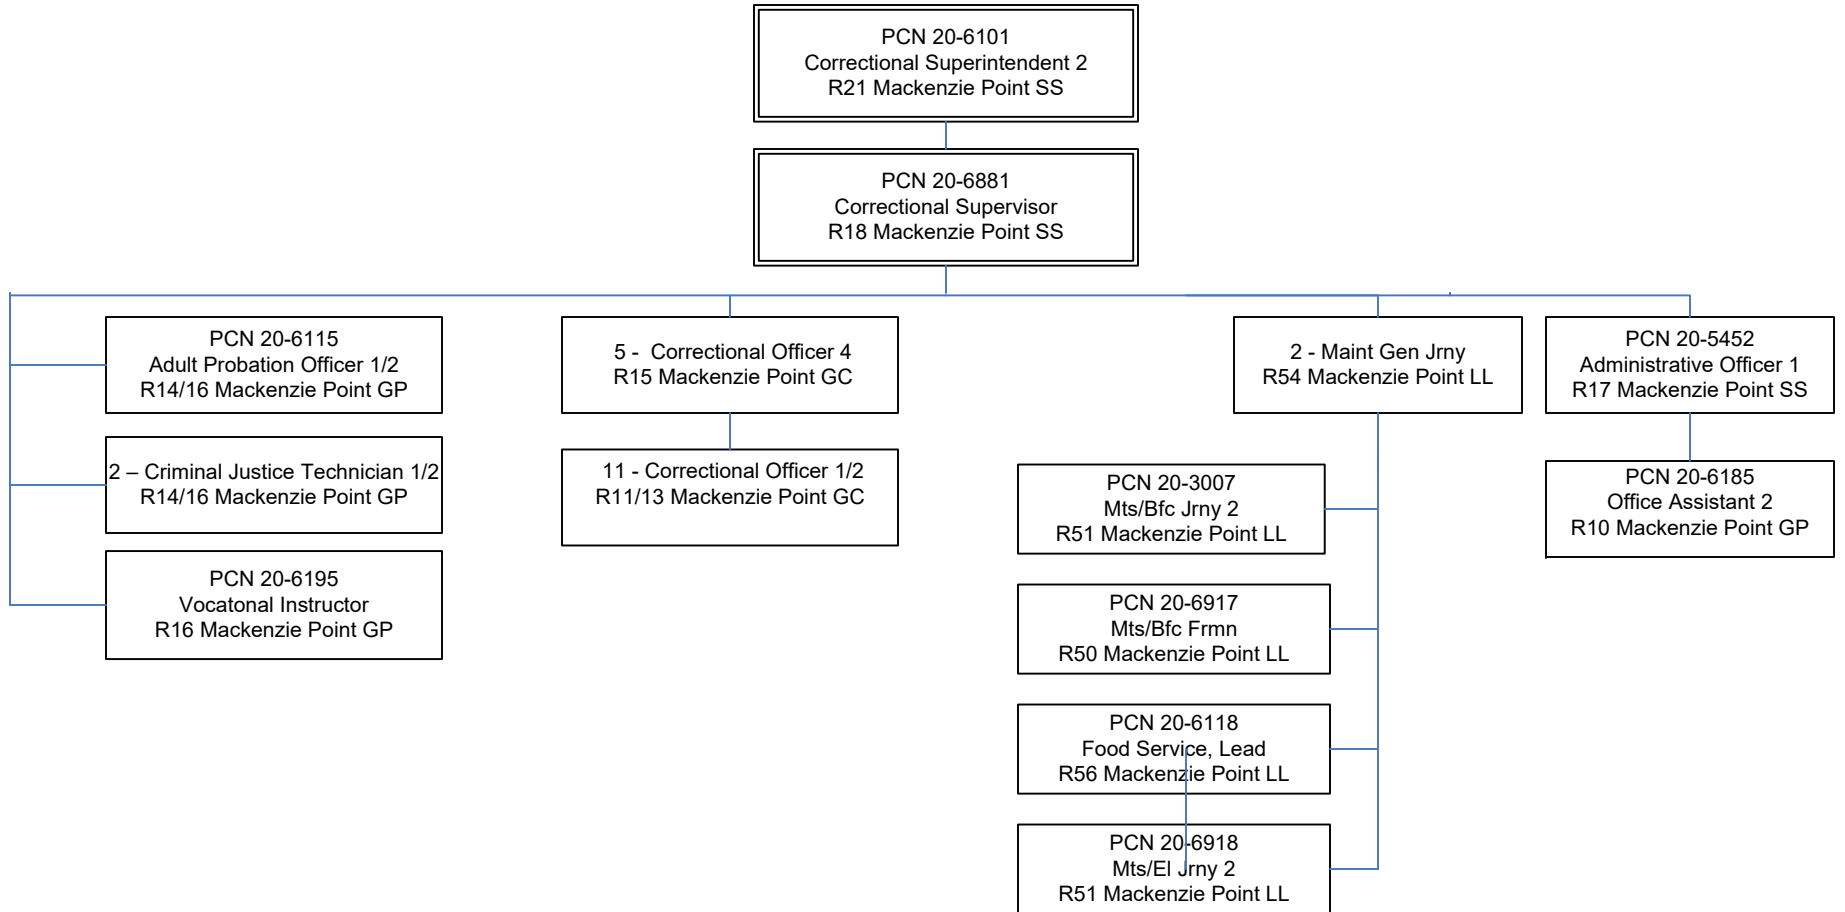 PCN 20-6101
Correctional Superintendent 2
R21 Mackenzie Point SS
PCN 20-6881
Correctional Supervisor
R18 Mackenzie Point SS
PCN 20-6115
Adult Probation Officer 1/2
R14/16 Mackenzie Point GP
2 – Criminal Justice Technician 1/2
R14/16 Mackenzie Point GP
PCN 20-6195
Vocatonal Instructor
R16 Mackenzie Point GP
5 -  Correctional Officer 4
R15 Mackenzie Point GC
11 - Correctional Officer 1/2
R11/13 Mackenzie Point GC
2 - Maint Gen Jrny
R54 Mackenzie Point LL
PCN 20-3007
Mts/Bfc Jrny 2
R51 Mackenzie Point LL
PCN 20-6917
Mts/Bfc Frmn
R50 Mackenzie Point LL
PCN 20-6118
Food Service, Lead
R56 Mackenzie Point LL
PCN 20-6918
Mts/El Jrny 2
R51 Mackenzie Point LL
PCN 20-5452
Administrative Officer 1
R17 Mackenzie Point SS
PCN 20-6185
Office Assistant 2
R10 Mackenzie Point GP